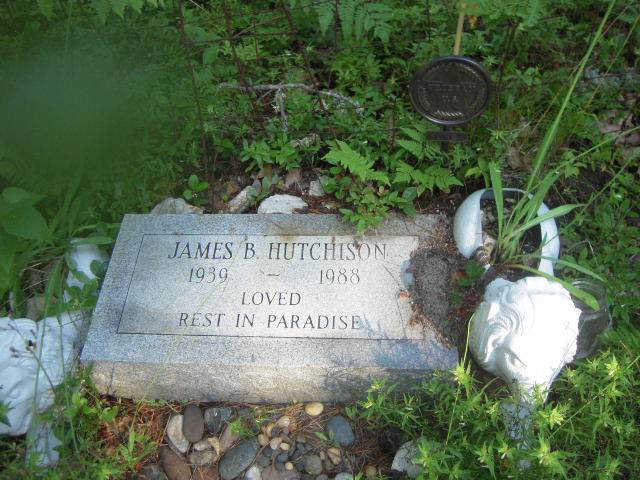 JAMES B. HUTCHISON
1939 – 1988
LOVED
REST IN PARADISE